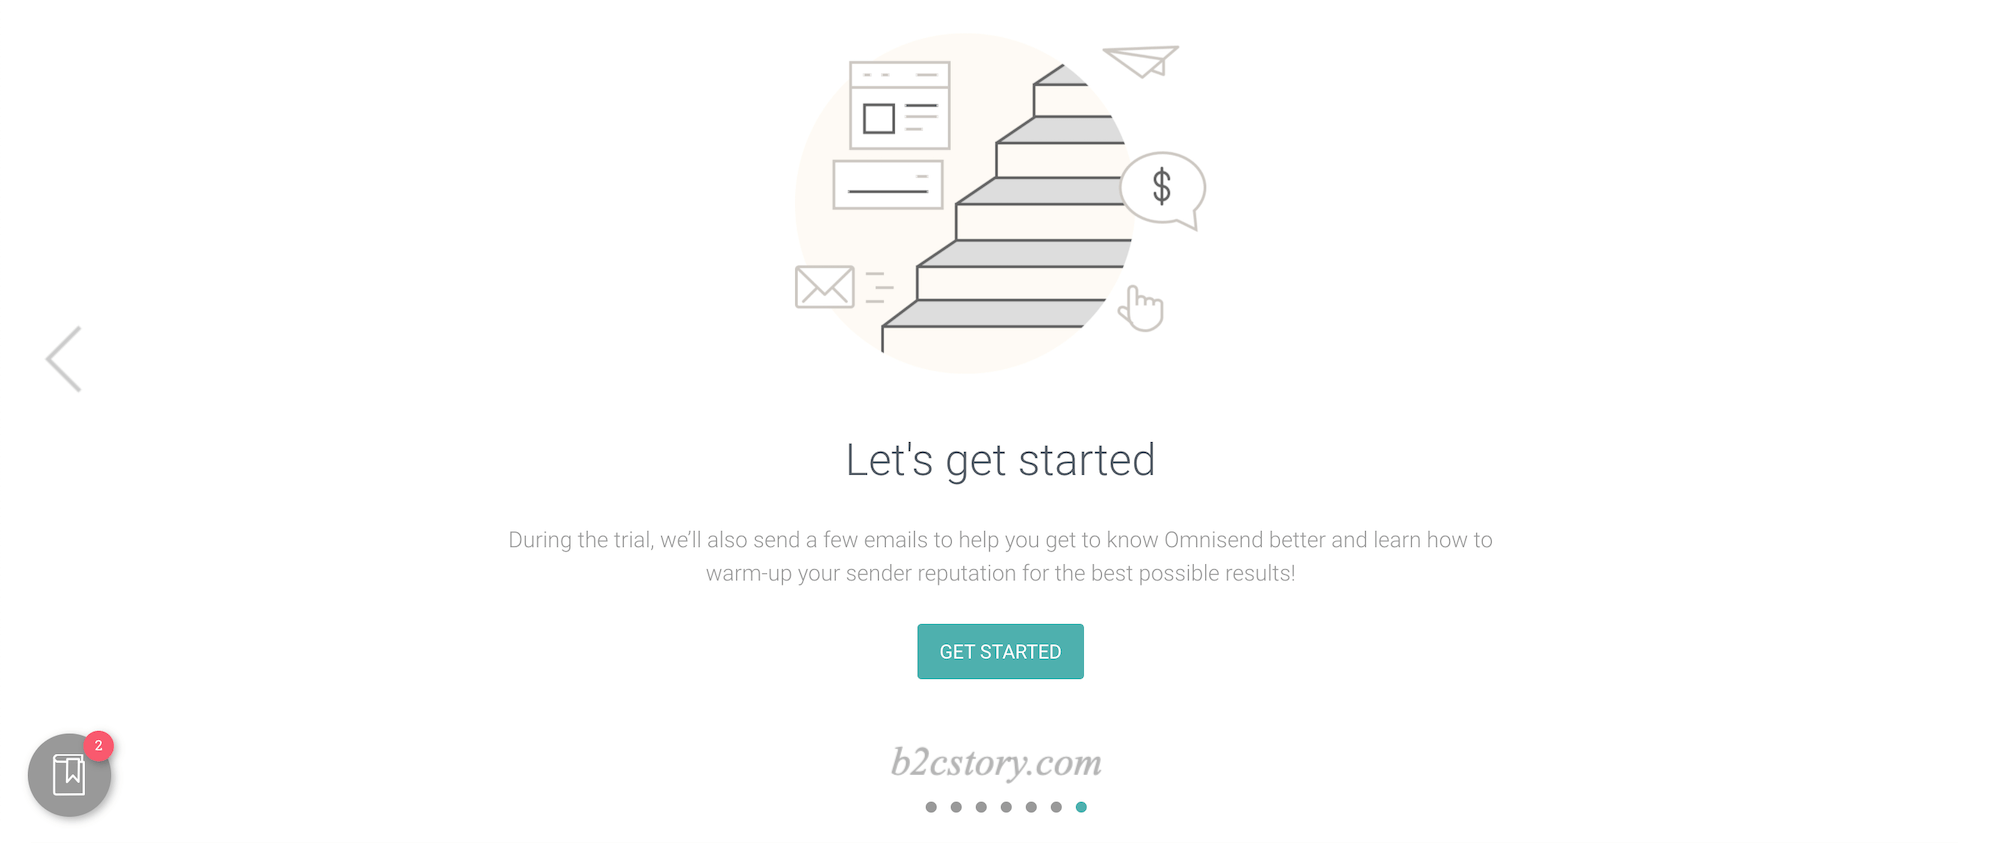 $
Let's get started
During the trial, we’ll also send a few emails to help you get to know Omnisend better and learn how to
warm-up your sender reputation for the best possible results!
GET STARTED
2
b2cstory.com